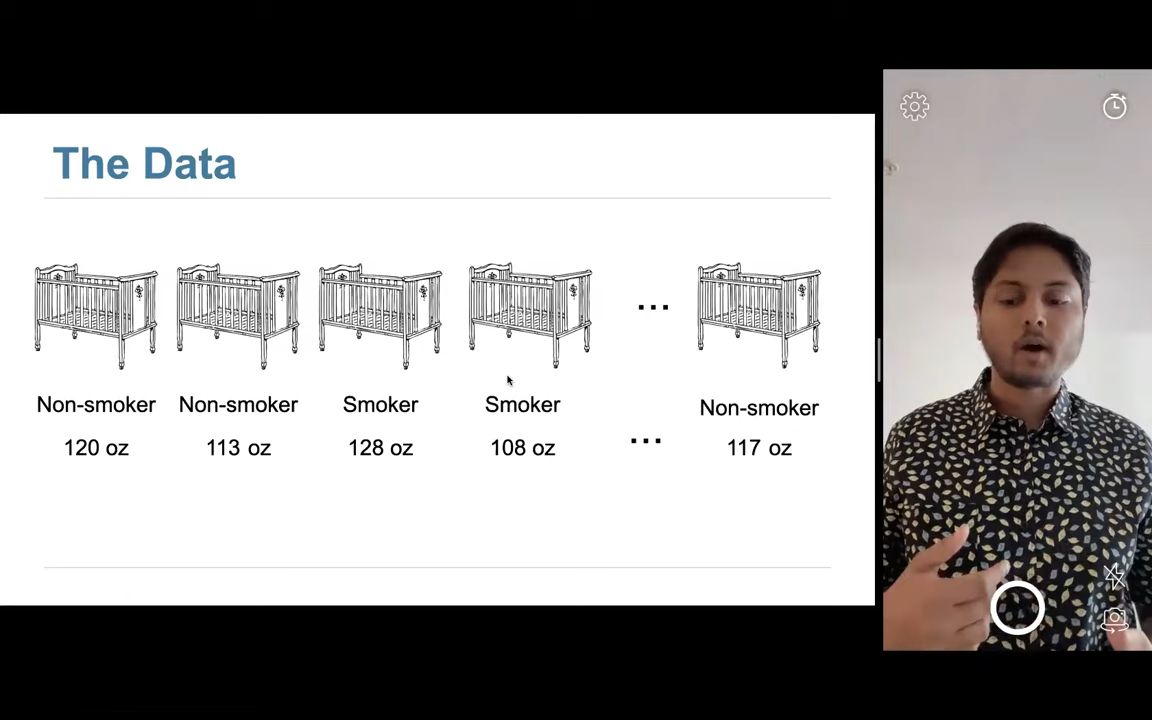 The Data
...
Non-smoker Non-smoker Smoker Smoker Non-smoker
120 oz 113 oz 128 oz 108 oz ... 117 oz